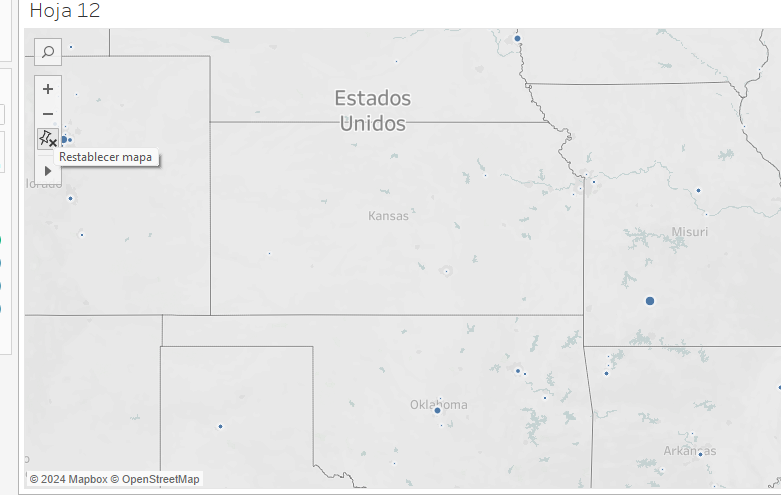 Hoja 12
Estados
Unidos
Restablecer mapa
Kansas
Misuri
Oklahoma
Arkansas
© 2024 Mapbox © OpenStreetMap